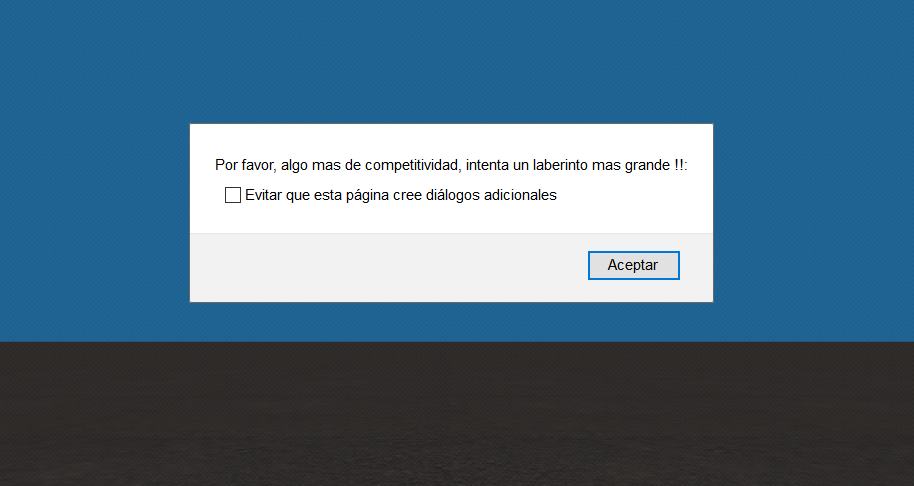 Por favor, algo mas de competitividad, intenta un laberinto mas grande !!:
Evitar que esta página cree diálogos adicionales
Aceptar